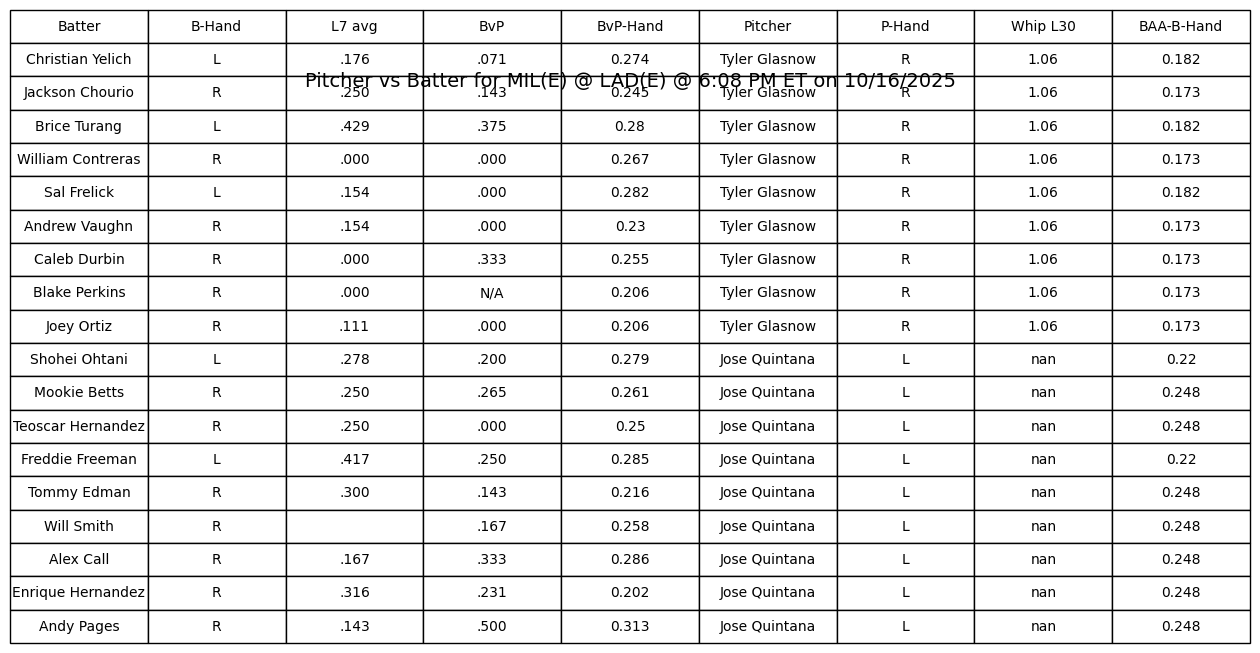 Batter B-Hand L7 avg BvP BvP-Hand Pitcher P-Hand Whip L30 BAA-B-Hand
Christian Yelich L .176 .071 0.274 Tyler Glasnow R 1.06 0.182
Pitcher vs Batter for MIL(E) @ LAD(E) @ 6:08 PM ET on 10/16/2025
Jackson Chourio R .250 .143 0.245 Tyler Glasnow R 1.06 0.173
Brice Turang L .429 .375 0.28 Tyler Glasnow R 1.06 0.182
William Contreras R .000 .000 0.267 Tyler Glasnow R 1.06 0.173
Sal Frelick L .154 .000 0.282 Tyler Glasnow R 1.06 0.182
Andrew Vaughn R .154 .000 0.23 Tyler Glasnow R 1.06 0.173
Caleb Durbin R .000 .333 0.255 Tyler Glasnow R 1.06 0.173
Blake Perkins R .000 N/A 0.206 Tyler Glasnow R 1.06 0.173
Joey Ortiz R .111 .000 0.206 Tyler Glasnow R 1.06 0.173
Shohei Ohtani L .278 .200 0.279 Jose Quintana L nan 0.22
Mookie Betts R .250 .265 0.261 Jose Quintana L nan 0.248
Teoscar Hernandez R .250 .000 0.25 Jose Quintana L nan 0.248
Freddie Freeman L .417 .250 0.285 Jose Quintana L nan 0.22
Tommy Edman R .300 .143 0.216 Jose Quintana L nan 0.248
Will Smith R .167 0.258 Jose Quintana L nan 0.248
Alex Call R .167 .333 0.286 Jose Quintana L nan 0.248
Enrique Hernandez R .316 .231 0.202 Jose Quintana L nan 0.248
Andy Pages R .143 .500 0.313 Jose Quintana L nan 0.248